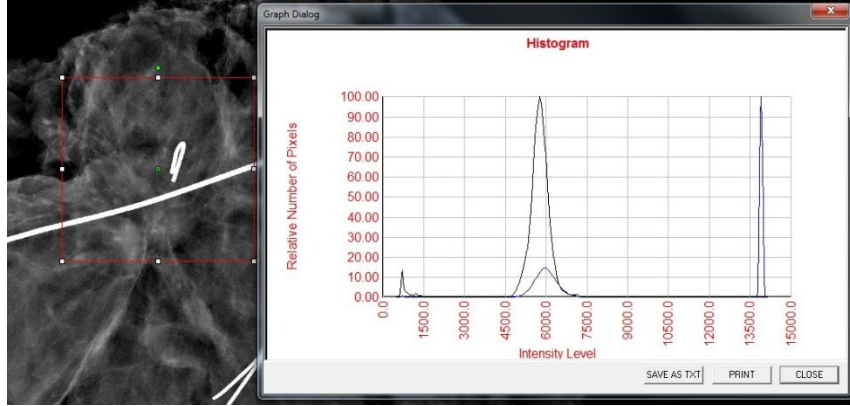 Graph Dialog
Histogram
Relative Number of Pixels
100.00
90.00
80.00
70.00
60.00
50.00
40.00
30.00
20.00
10.00
0.00
0.0 1500.0 3000.0 4500.0 6000.0 7500.0 9000.0 10500.0 12000.0 13500.0 15000.0
Intensity Level
SAVE AS TXT PRINT CLOSE